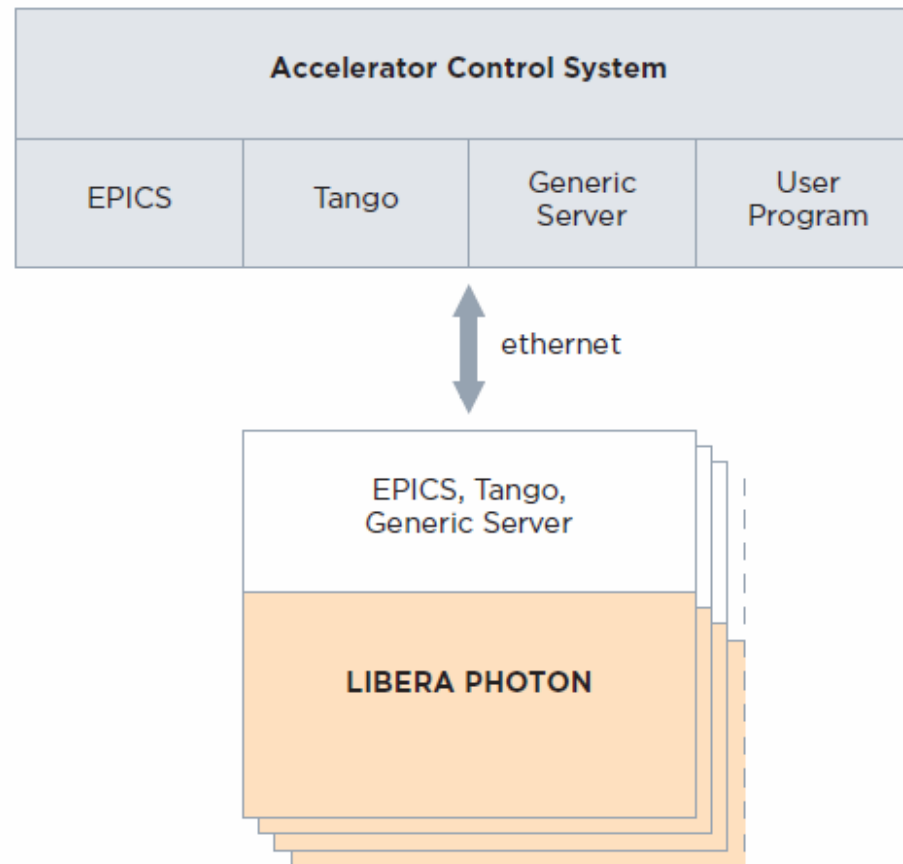 Accelerator Control System
EPICS
Tango
Generic
Server
User
Program
ethernet
EPICS, Tango,
Generic Server
LIBERA PHOTON